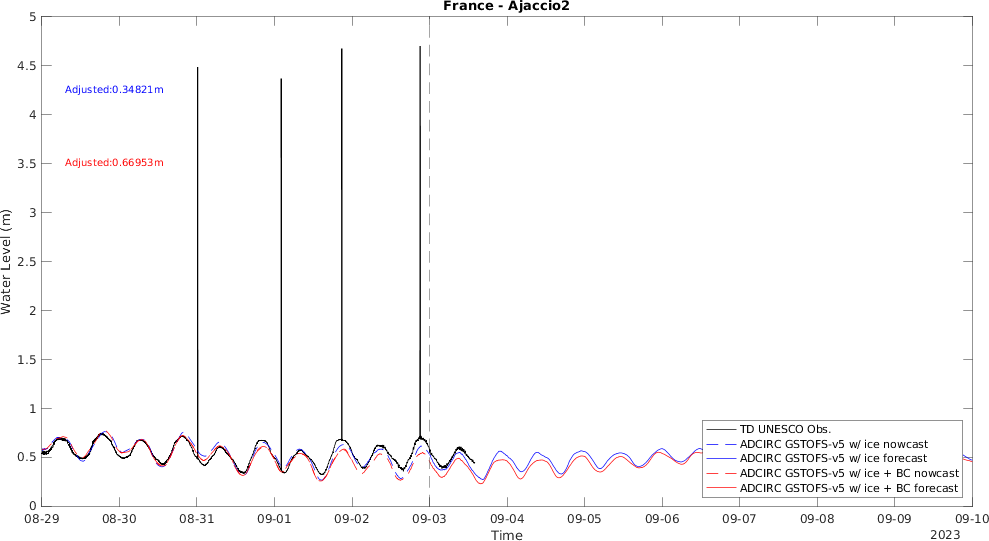 France - Ajaccio2
5
4.5
4
3.5
3
2.5
2
1.5
1
0.5
0
Water Level (m)
Adjusted:0.34821m
Adjusted:0.66953m
TD UNESCO Obs.
ADCIRC GSTOFS-v5 w/ ice nowcast
ADCIRC GSTOFS-v5 w/ ice forecast
ADCIRC GSTOFS-v5 w/ ice + BC nowcast
ADCIRC GSTOFS-v5 w/ ice + BC forecast
08-29 08-30 08-31 09-01 09-02 09-03 09-04 09-05 09-06 09-07 09-08 09-09 09-10
Time
2023